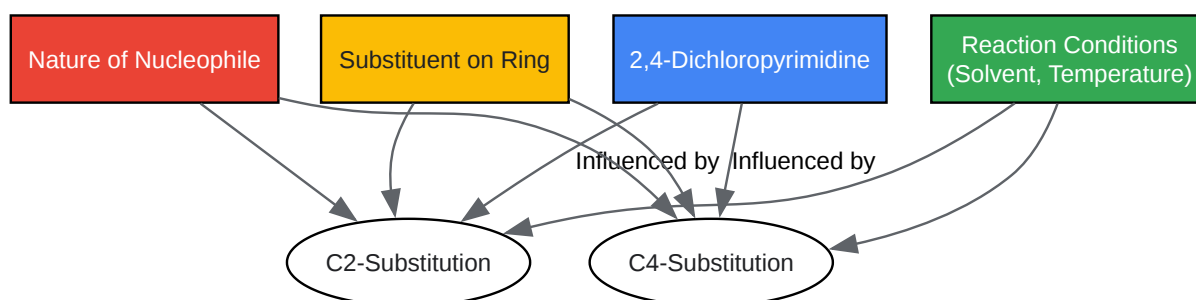 Nature of Nucleophile
Substituent on Ring
2,4-Dichloropyrimidine
Reaction Conditions
(Solvent, Temperature)
Influenced by
Influenced by
C2-Substitution
C4-Substitution